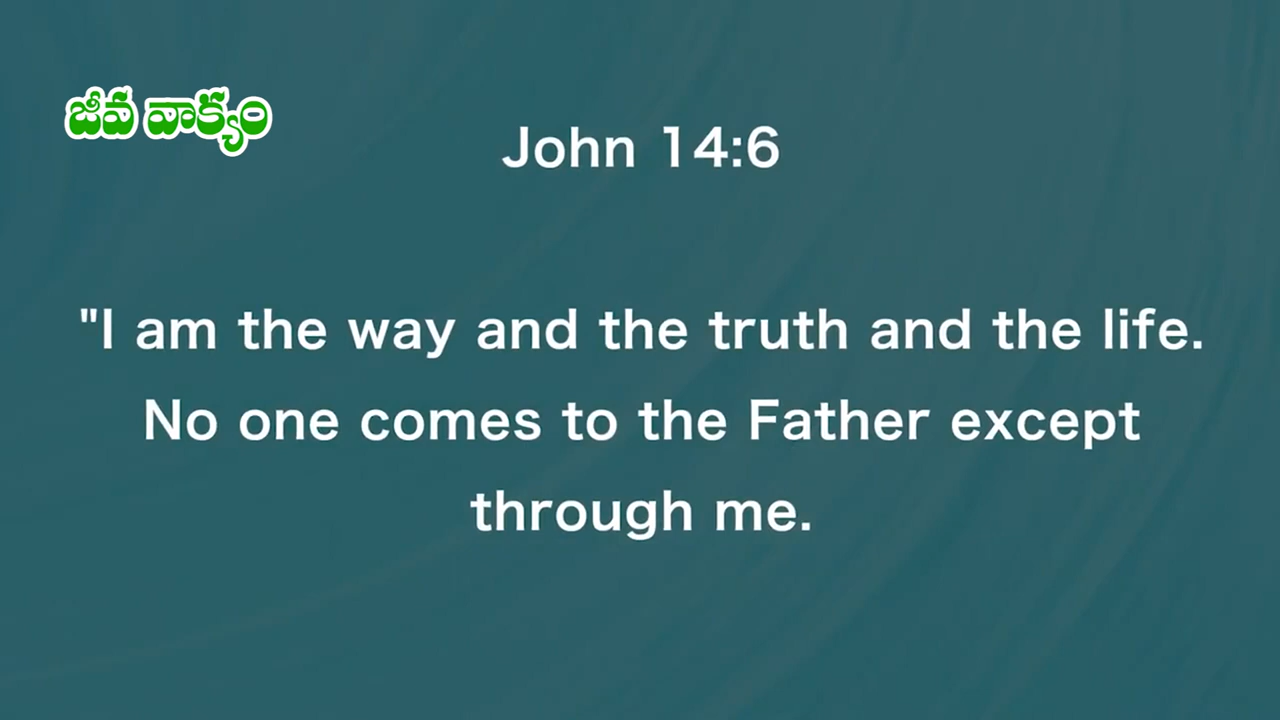 జీవ వాక్యం
John 14:6
"I am the way and the truth and the life.
No one comes to the Father except
through me.